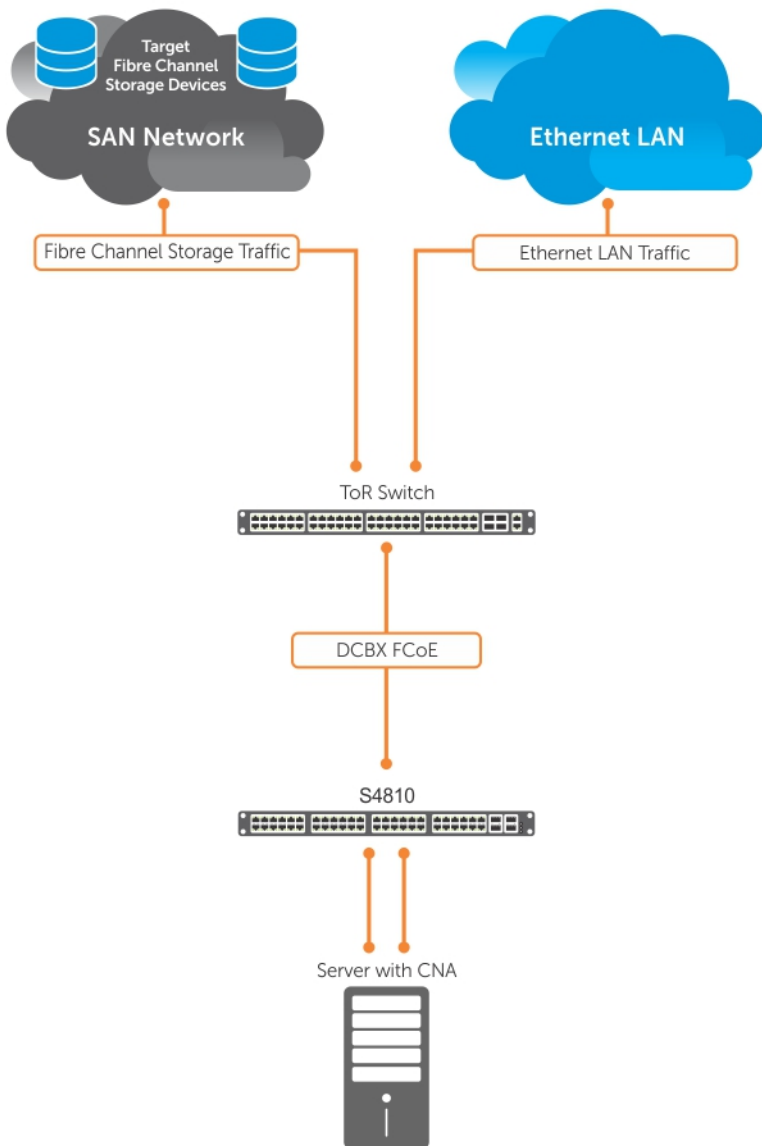 Target
Fibre Channel
Storage Devices
SAN Network
Ethernet LAN
Fibre Channel Storage Traffic
Ethernet LAN Traffic
ToR Switch
DCBX FCoE
S4810
Server with CNA